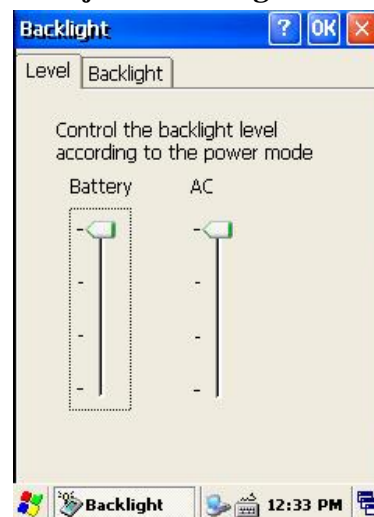 Backlight ? OK ×
Level Backlight
Control the backlight level
according to the power mode
Battery AC
Backlight 12:33 PM